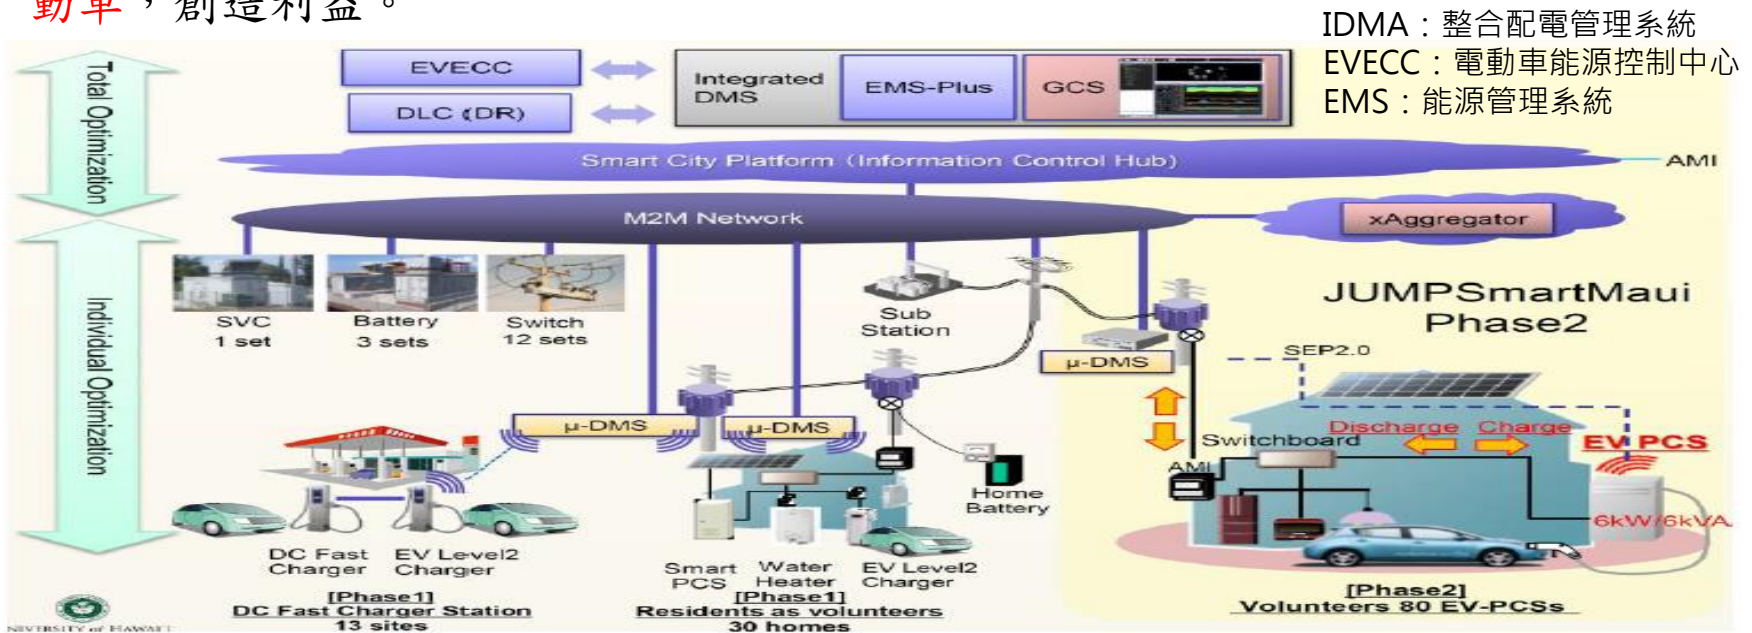 動車，創造利益。
IDMA：整合配電管理系統
EVECC：電動車能源控制中心
EMS：能源管理系統
Total Optimization
EVECC
DLC (DR)
Integrated
DMS
EMS-Plus
GCS
Smart City Platform (Information Control Hub)
AMI
M2M Network
xAggregator
Individual Optimization
SVC
1 set
Battery
3 sets
Switch
12 sets
Sub
Station
JUMPSmartMaui
Phase2
μ-DMS
SEP2.0
μ-DMS
μ-DMS
Discharge Charge
Switchboard
EV PCS
AMI
Home
Battery
6kW/6kVA
DC Fast
Charger
EV Level2
Charger
Smart
PCS
Water
Heater
EV Level2
Charger
[Phase1]
DC Fast Charger Station
13 sites
[Phase1]
Residents as volunteers
30 homes
[Phase2]
Volunteers 80 EV-PCSs
NIVERSITY of HAWAI'I